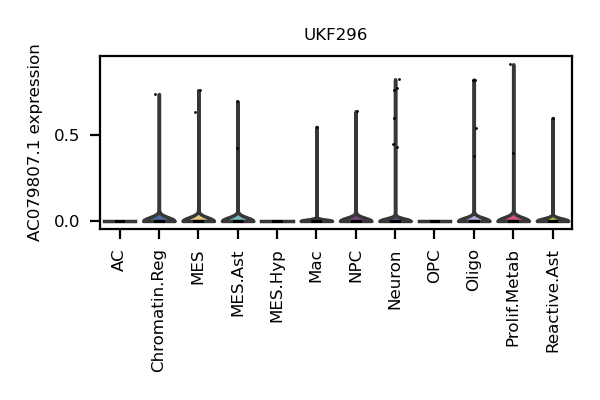 UKF296
AC079807.1 expression
0.5
0.0
AC
Chromatin.Reg
MES
MES.Ast
MES.Hyp
Mac
NPC
Neuron
OPC
Oligo
Prolif.Metab
Reactive.Ast